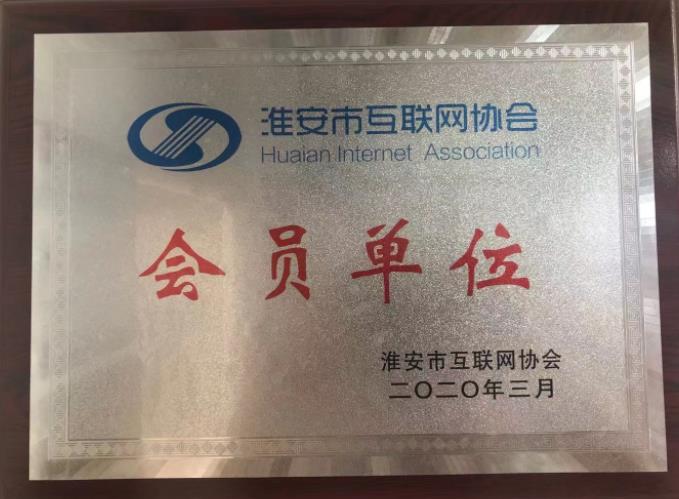 淮安市互联网协会
Huaian Internet Association
会员单位
淮安市互联网协会
二〇二〇年三月